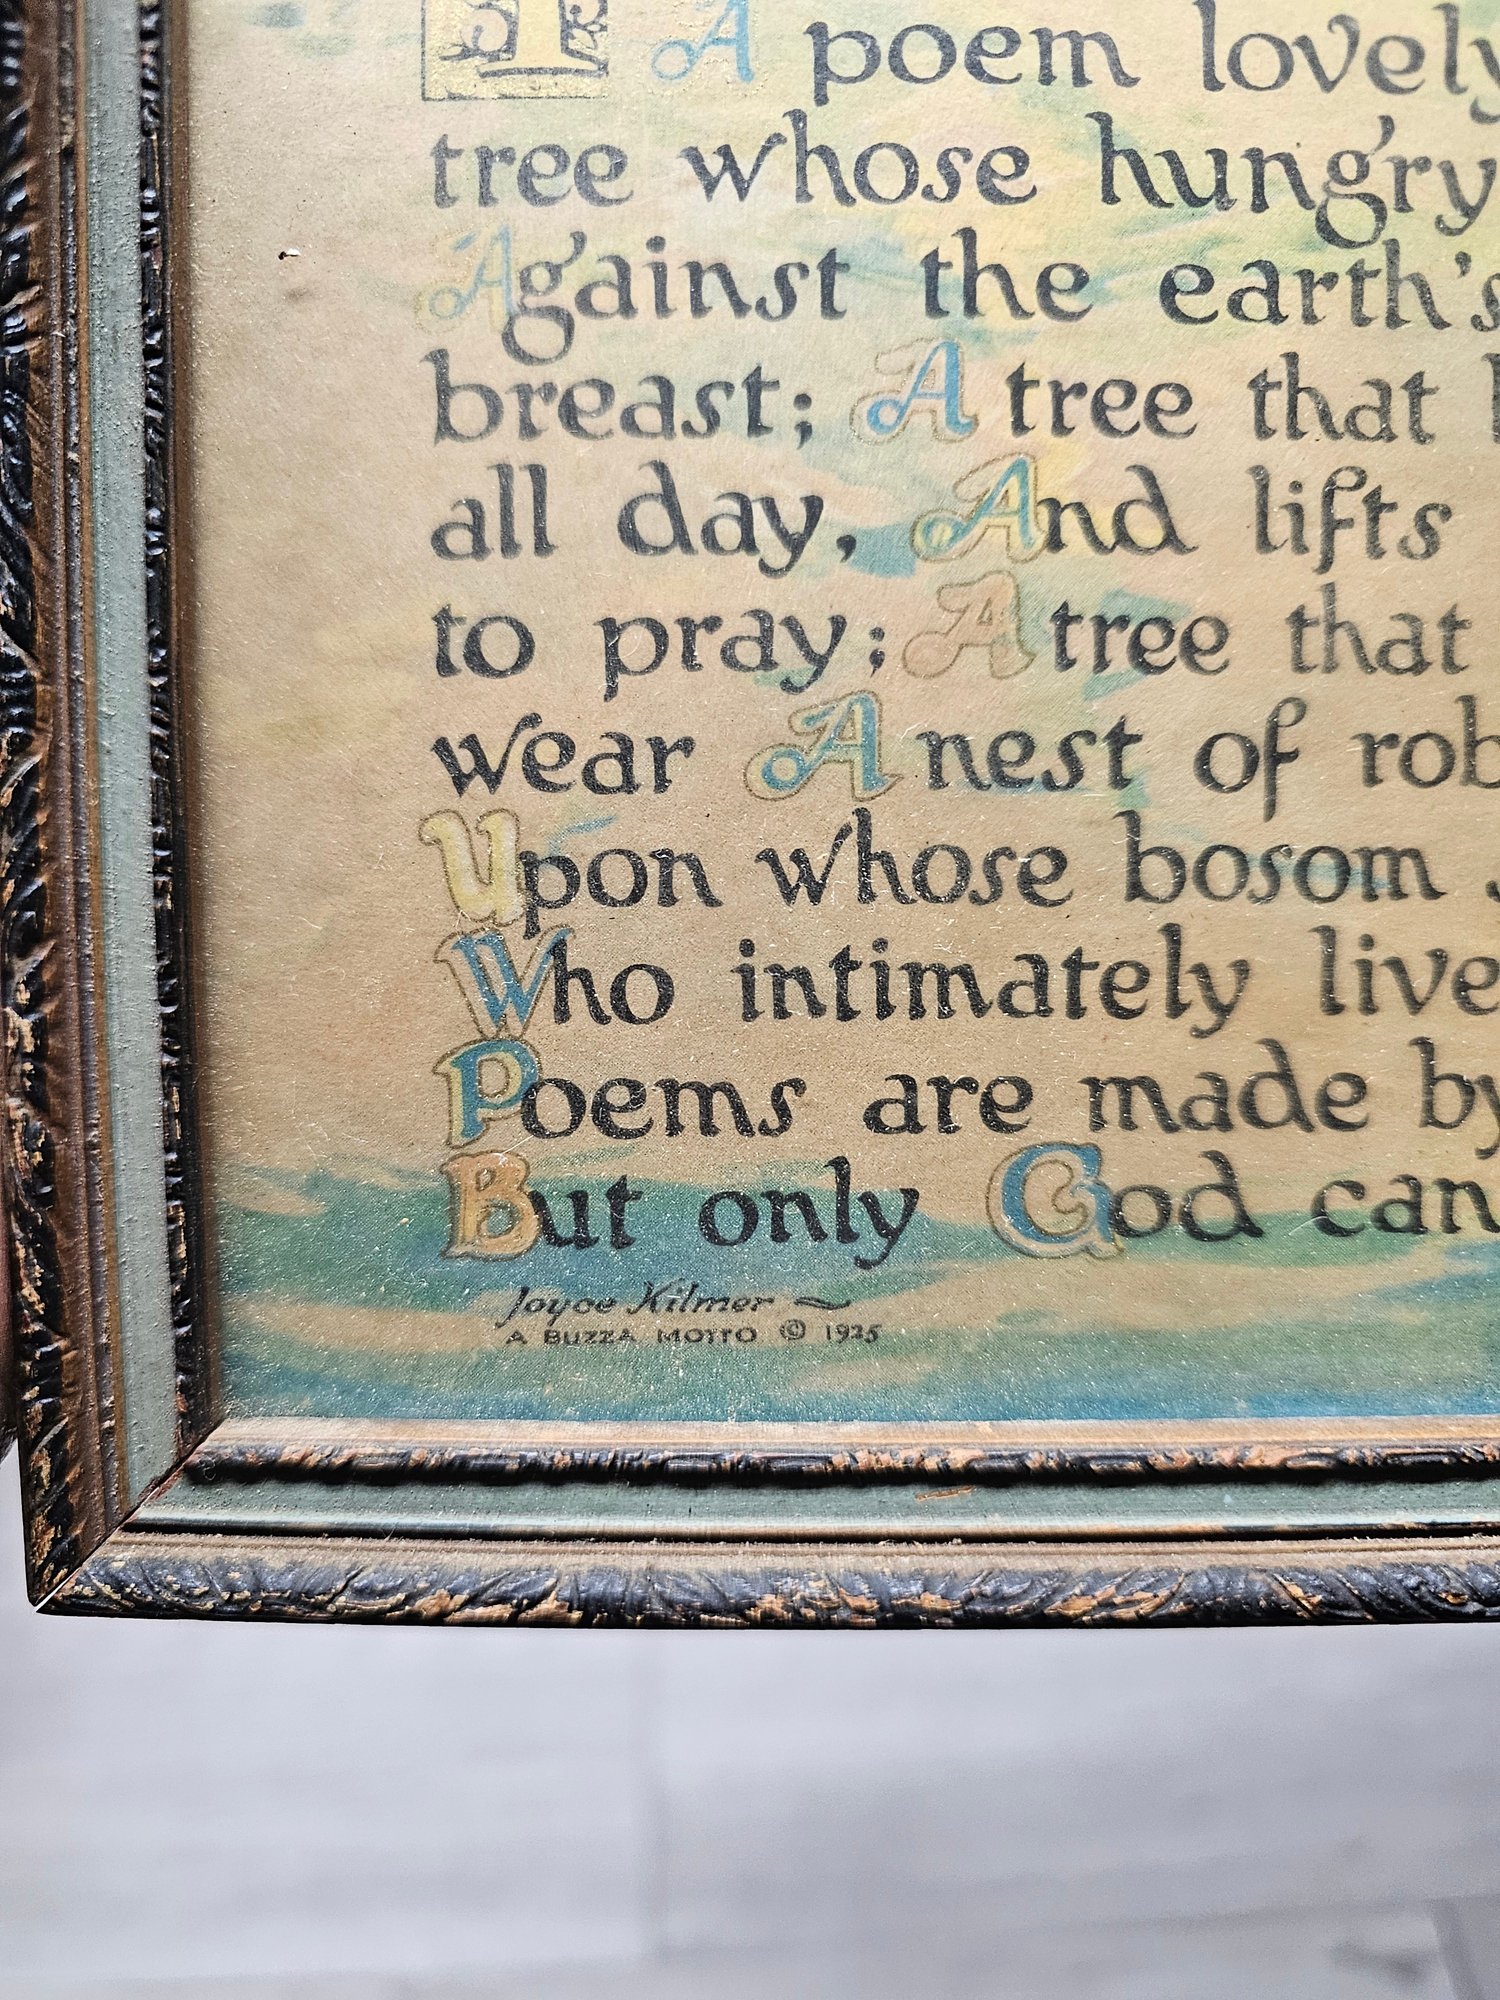 I A poem lovely
tree whose hungry
Against the earth's
breast; A tree that
all day, And lifts
to pray; A tree that
wear A nest of rob
Upon whose bosom
Who intimately live
Poems are made by
But only God can
Joyce Kilmer
A BUZZA MOTTO © 1925